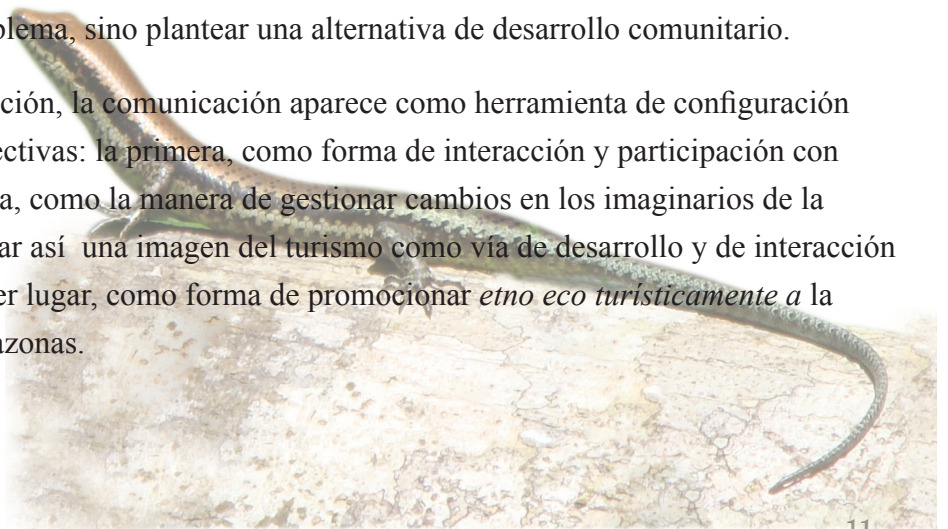 blema, sino plantear una alternativa de desarrollo comunitario.
ción, la comunicación aparece como herramienta de configuración
ectivas: la primera, como forma de interacción y participación con
a, como la manera de gestionar cambios en los imaginarios de la
ar así una imagen del turismo como vía de desarrollo y de interacción
er lugar, como forma de promocionar etno eco turísticamente a la
azonas.
11